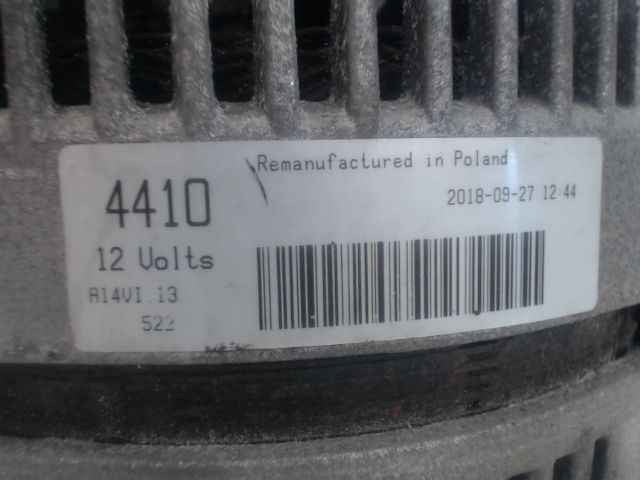 Remanufactured in Poland
4410
2018-09-27 12:44
12 Volts
A14VI 13
522